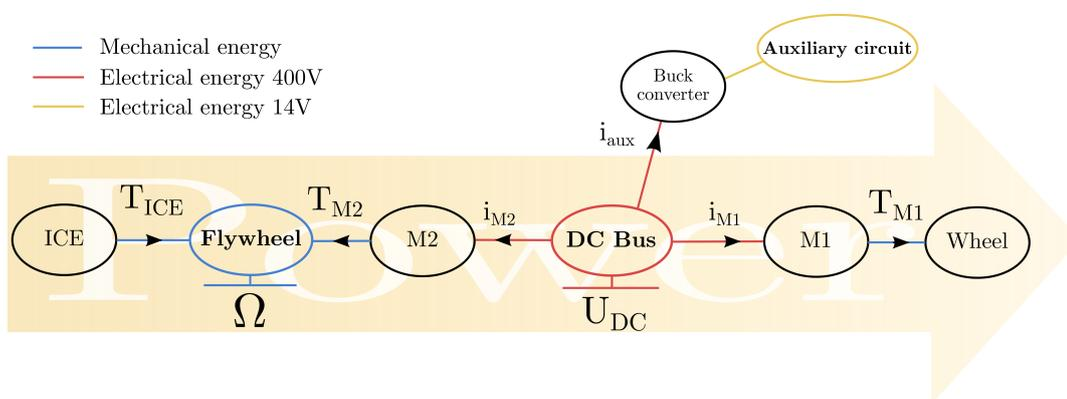 Mechanical energy
Electrical energy 400V
Electrical energy 14V
Auxiliary circuit
Buck
converter
i_aux
T_ICE
T_M2
i_M2
i_M1
T_M1
ICE
Flywheel
M2
DC Bus
M1
Wheel
Power
Ω
U_DC